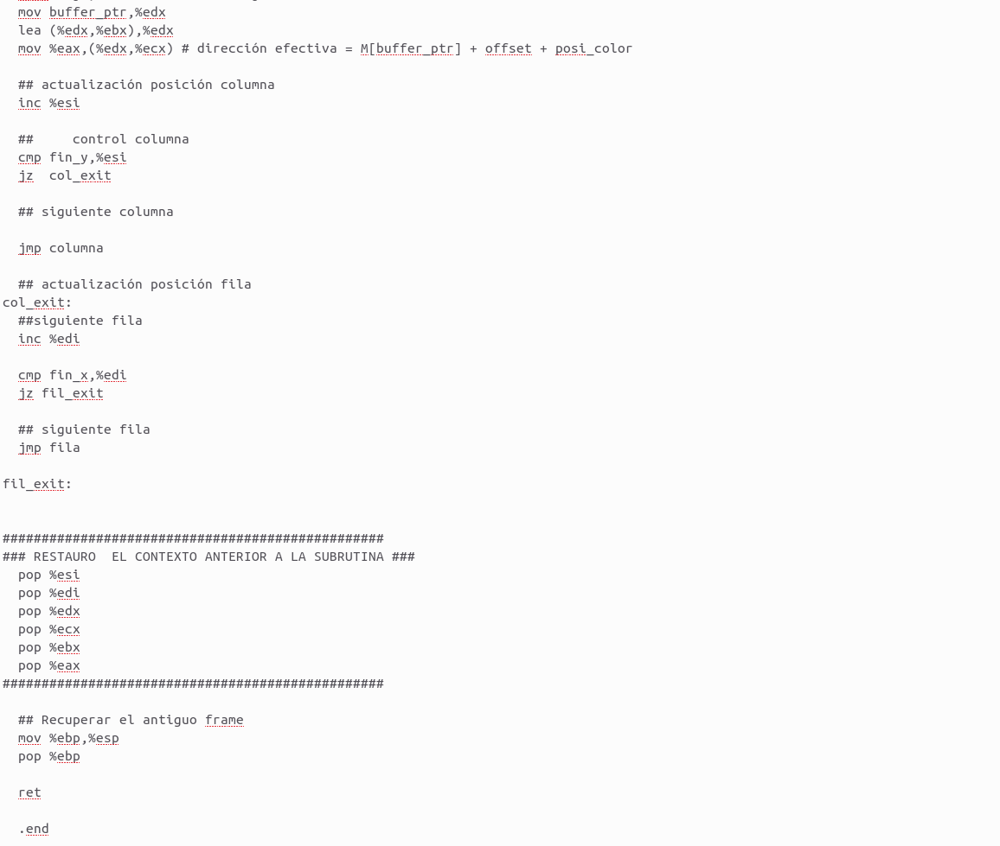 mov buffer_ptr,%edx
lea (%edx,%ebx),%edx
mov %eax,(%edx,%ecx) # dirección efectiva = M[buffer_ptr] + offset + posi_color
## actualización posición columna
inc %esi
## control columna
cmp fin_y,%esi
jz col_exit
## siguiente columna
jmp columna
## actualización posición fila
col_exit:
##siguiente fila
inc %edi
cmp fin_x,%edi
jz fil_exit
## siguiente fila
jmp fila
fil_exit:
#################################################
### RESTAURO EL CONTEXTO ANTERIOR A LA SUBRUTINA ###
pop %esi
pop %edi
pop %edx
pop %ecx
pop %ebx
pop %eax
#################################################
## Recuperar el antiguo frame
mov %ebp,%esp
pop %ebp
ret
.end